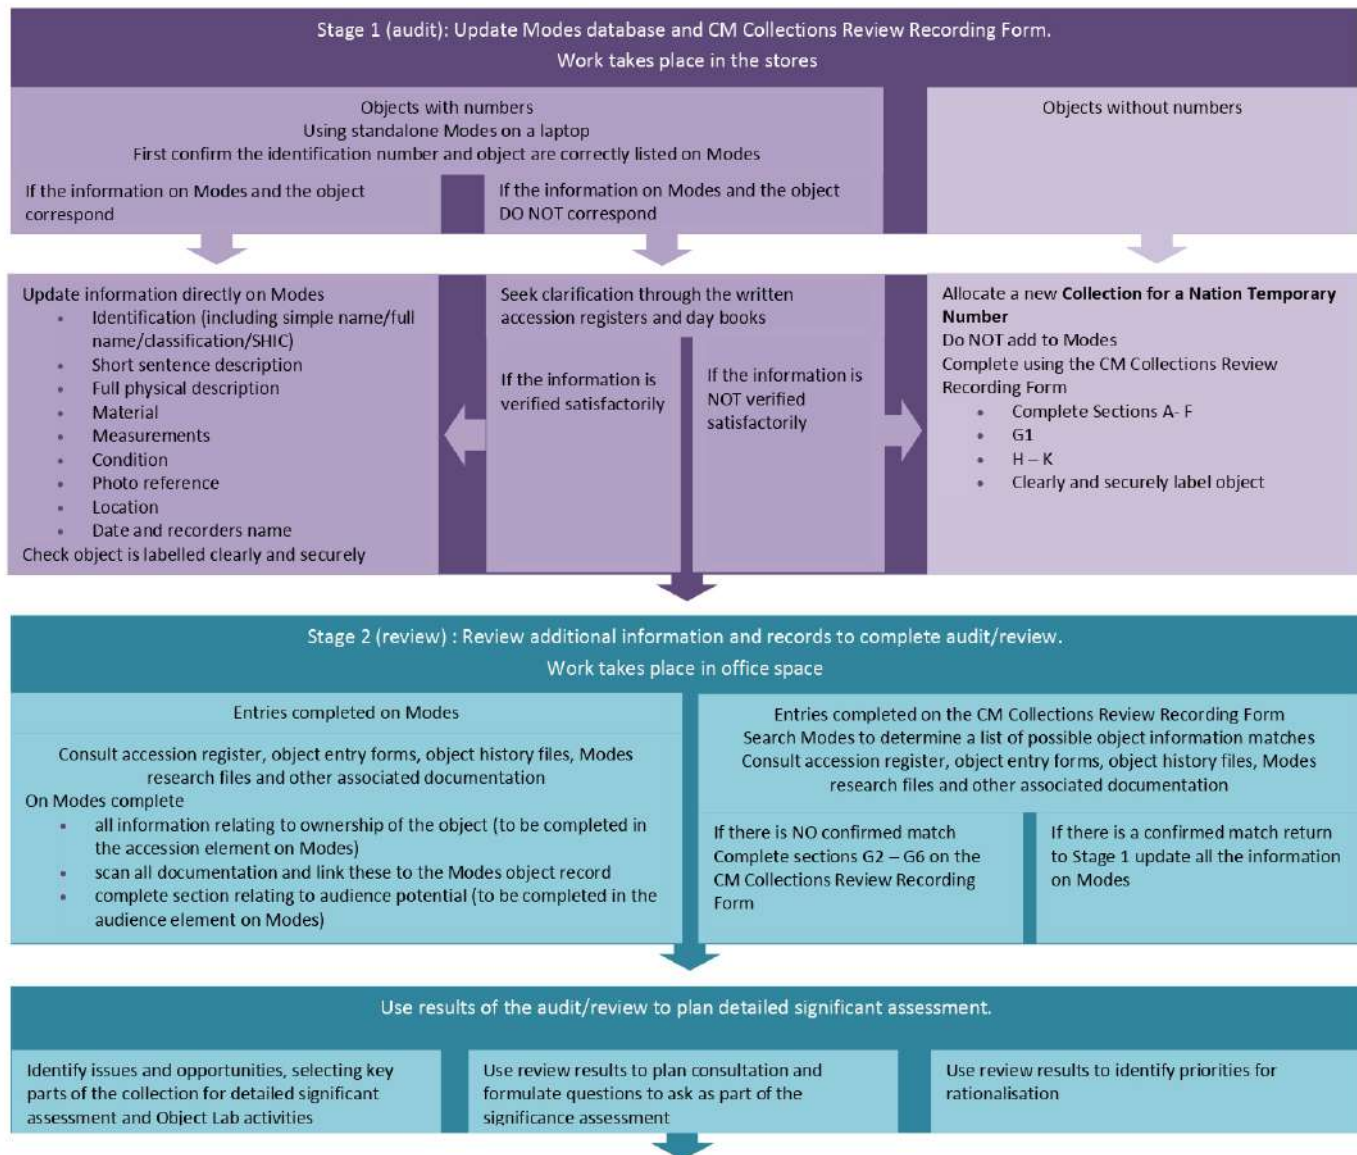 Stage 1 (audit): Update Modes database and CM Collections Review Recording Form.
Work takes place in the stores
Objects with numbers
Using standalone Modes on a laptop
First confirm the identification number and object are correctly listed on Modes
If the information on Modes and the object
correspond
If the information on Modes and the object
DO NOT correspond
Objects without numbers
Update information directly on Modes
• Identification (including simple name/full
name/classification/SHIC)
• Short sentence description
• Full physical description
• Material
• Measurements
• Condition
• Photo reference
• Location
• Date and recorders name
Check object is labelled clearly and securely
Seek clarification through the written
accession registers and day books
If the information is
verified satisfactorily
If the information is
NOT verified
satisfactorily
Allocate a new Collection for a Nation Temporary
Number
Do NOT add to Modes
Complete using the CM Collections Review
Recording Form
• Complete Sections A- F
• G1
• H – K
• Clearly and securely label object
Stage 2 (review) : Review additional information and records to complete audit/review.
Work takes place in office space
Entries completed on Modes
Consult accession register, object entry forms, object history files, Modes
research files and other associated documentation
On Modes complete
• all information relating to ownership of the object (to be completed in
the accession element on Modes)
• scan all documentation and link these to the Modes object record
• complete section relating to audience potential (to be completed in the
audience element on Modes)
Entries completed on the CM Collections Review Recording Form
Search Modes to determine a list of possible object information matches
Consult accession register, object entry forms, object history files, Modes
research files and other associated documentation
If there is NO confirmed match
Complete sections G2 – G6 on the
CM Collections Review Recording
Form
If there is a confirmed match return
to Stage 1 update all the information
on Modes
Use results of the audit/review to plan detailed significant assessment.
Identify issues and opportunities, selecting key
parts of the collection for detailed significant
assessment and Object Lab activities
Use review results to plan consultation and
formulate questions to ask as part of the
significance assessment
Use review results to identify priorities for
rationalisation